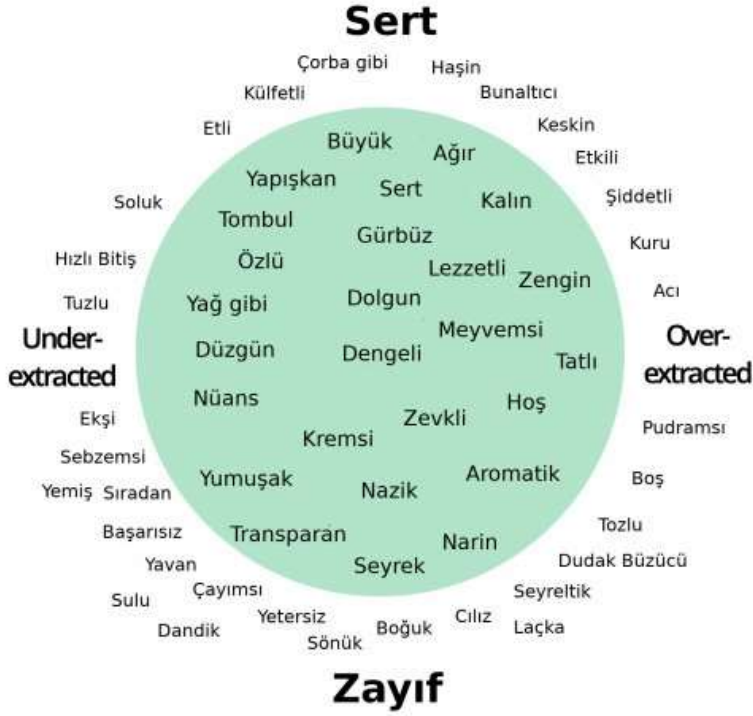 Sert
Çorba gibi
Haşin
Külfetli
Bunaltıcı
Etli
Keskin
Büyük
Ağır
Etkili
Yapışkan
Sert
Kalın
Şiddetli
Soluk
Tombul
Gürbüz
Kuru
Hızlı Bitiş
Özlü
Lezzetli
Zengin
Acı
Tuzlu
Yağ gibi
Dolgun
Meyvemsi
Under-
extracted
Düzgün
Dengeli
Tatlı
Over-
extracted
Nüans
Hoş
Ekşi
Zevkli
Pudramsı
Kremsi
Sebzemsi
Yumuşak
Aromatik
Boş
Yemiş
Sıradan
Nazik
Başarısız
Transparan
Narin
Tozlu
Yavan
Seyrek
Dudak Büzücü
Çayımsı
Seyreltik
Sulu
Yetersiz
Cılız
Dandik
Sönük
Boğuk
Laçka
Zayıf